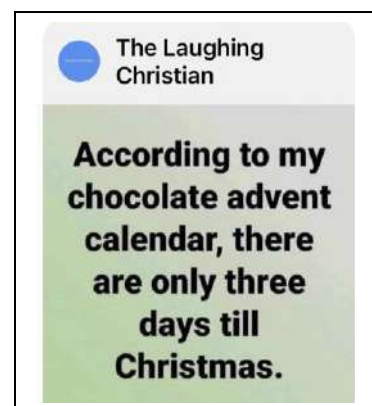 The Laughing
Christian
According to my
chocolate advent
calendar, there
are only three
days till
Christmas.